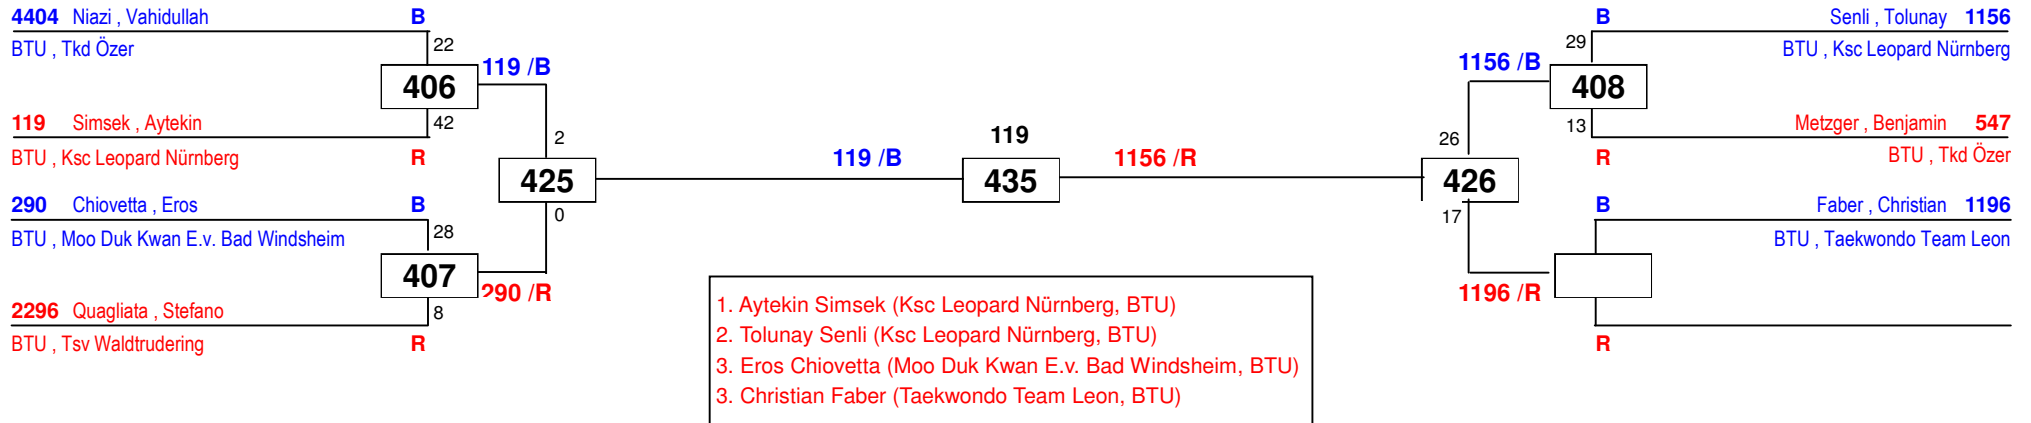 4404 Niazi , Vahidullah B
BTU , Tkd Özer
22
406
119 /B
42
119 Simsek , Aytekin
BTU , Ksc Leopard Nürnberg R
2
425
0
290 Chiovetta , Eros B
BTU , Moo Duk Kwan E.v. Bad Windsheim
28
407
290 /R
8
2296 Quagliata , Stefano
BTU , Tsv Waldtrudering R
119 /B
119
435
1156 /R
B Senli , Tolunay 1156
29
BTU , Ksc Leopard Nürnberg
1156 /B
408
13
Metzger , Benjamin 547
R BTU , Tkd Özer
26
426
17
B Faber , Christian 1196
BTU , Taekwondo Team Leon
1196 /R
R
1. Aytekin Simsek (Ksc Leopard Nürnberg, BTU)
2. Tolunay Senli (Ksc Leopard Nürnberg, BTU)
3. Eros Chiovetta (Moo Duk Kwan E.v. Bad Windsheim, BTU)
3. Christian Faber (Taekwondo Team Leon, BTU)